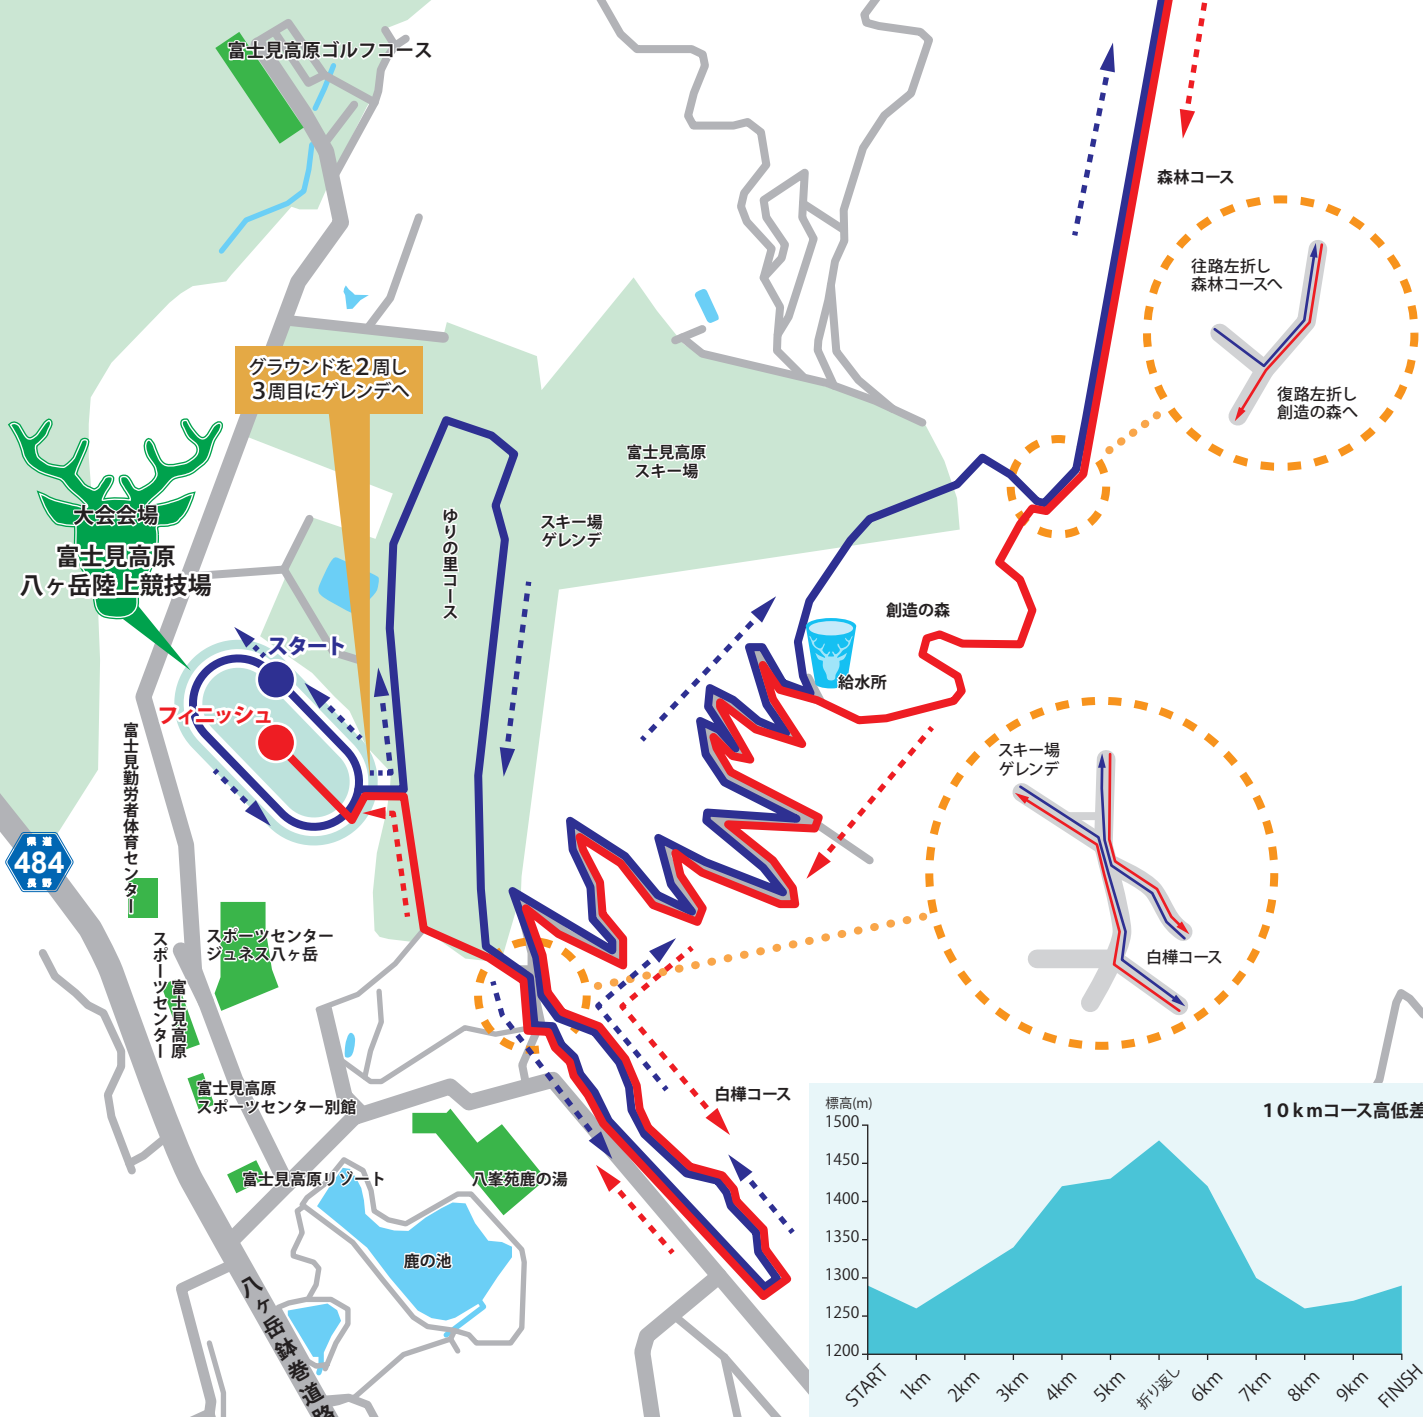 富士見高原ゴルフコース
森林コース
往路左折し
森林コースへ
復路左折し
創造の森へ
グラウンドを2周し
3周目にゲレンデへ
富士見高原
スキー場
大会会場
富士見高原
八ヶ岳陸上競技場
ゆりの里コース
スキー場
ゲレンデ
スタート
フィニッシュ
創造の森
給水所
富士見勤労者体育センター
県道
484
長野
スキー場
ゲレンデ
白樺コース
スポーツセンター
ジュネス八ヶ岳
富士見高原
スポーツセンター
富士見高原
スポーツセンター別館
白樺コース
富士見高原リゾート
八峯苑鹿の湯
鹿の池
八ヶ岳鉢巻道路
標高(m)
10kmコース高低差
1500
1450
1400
1350
1300
1250
1200
START
1km
2km
3km
4km
5km
折り返し
6km
7km
8km
9km
FINISH